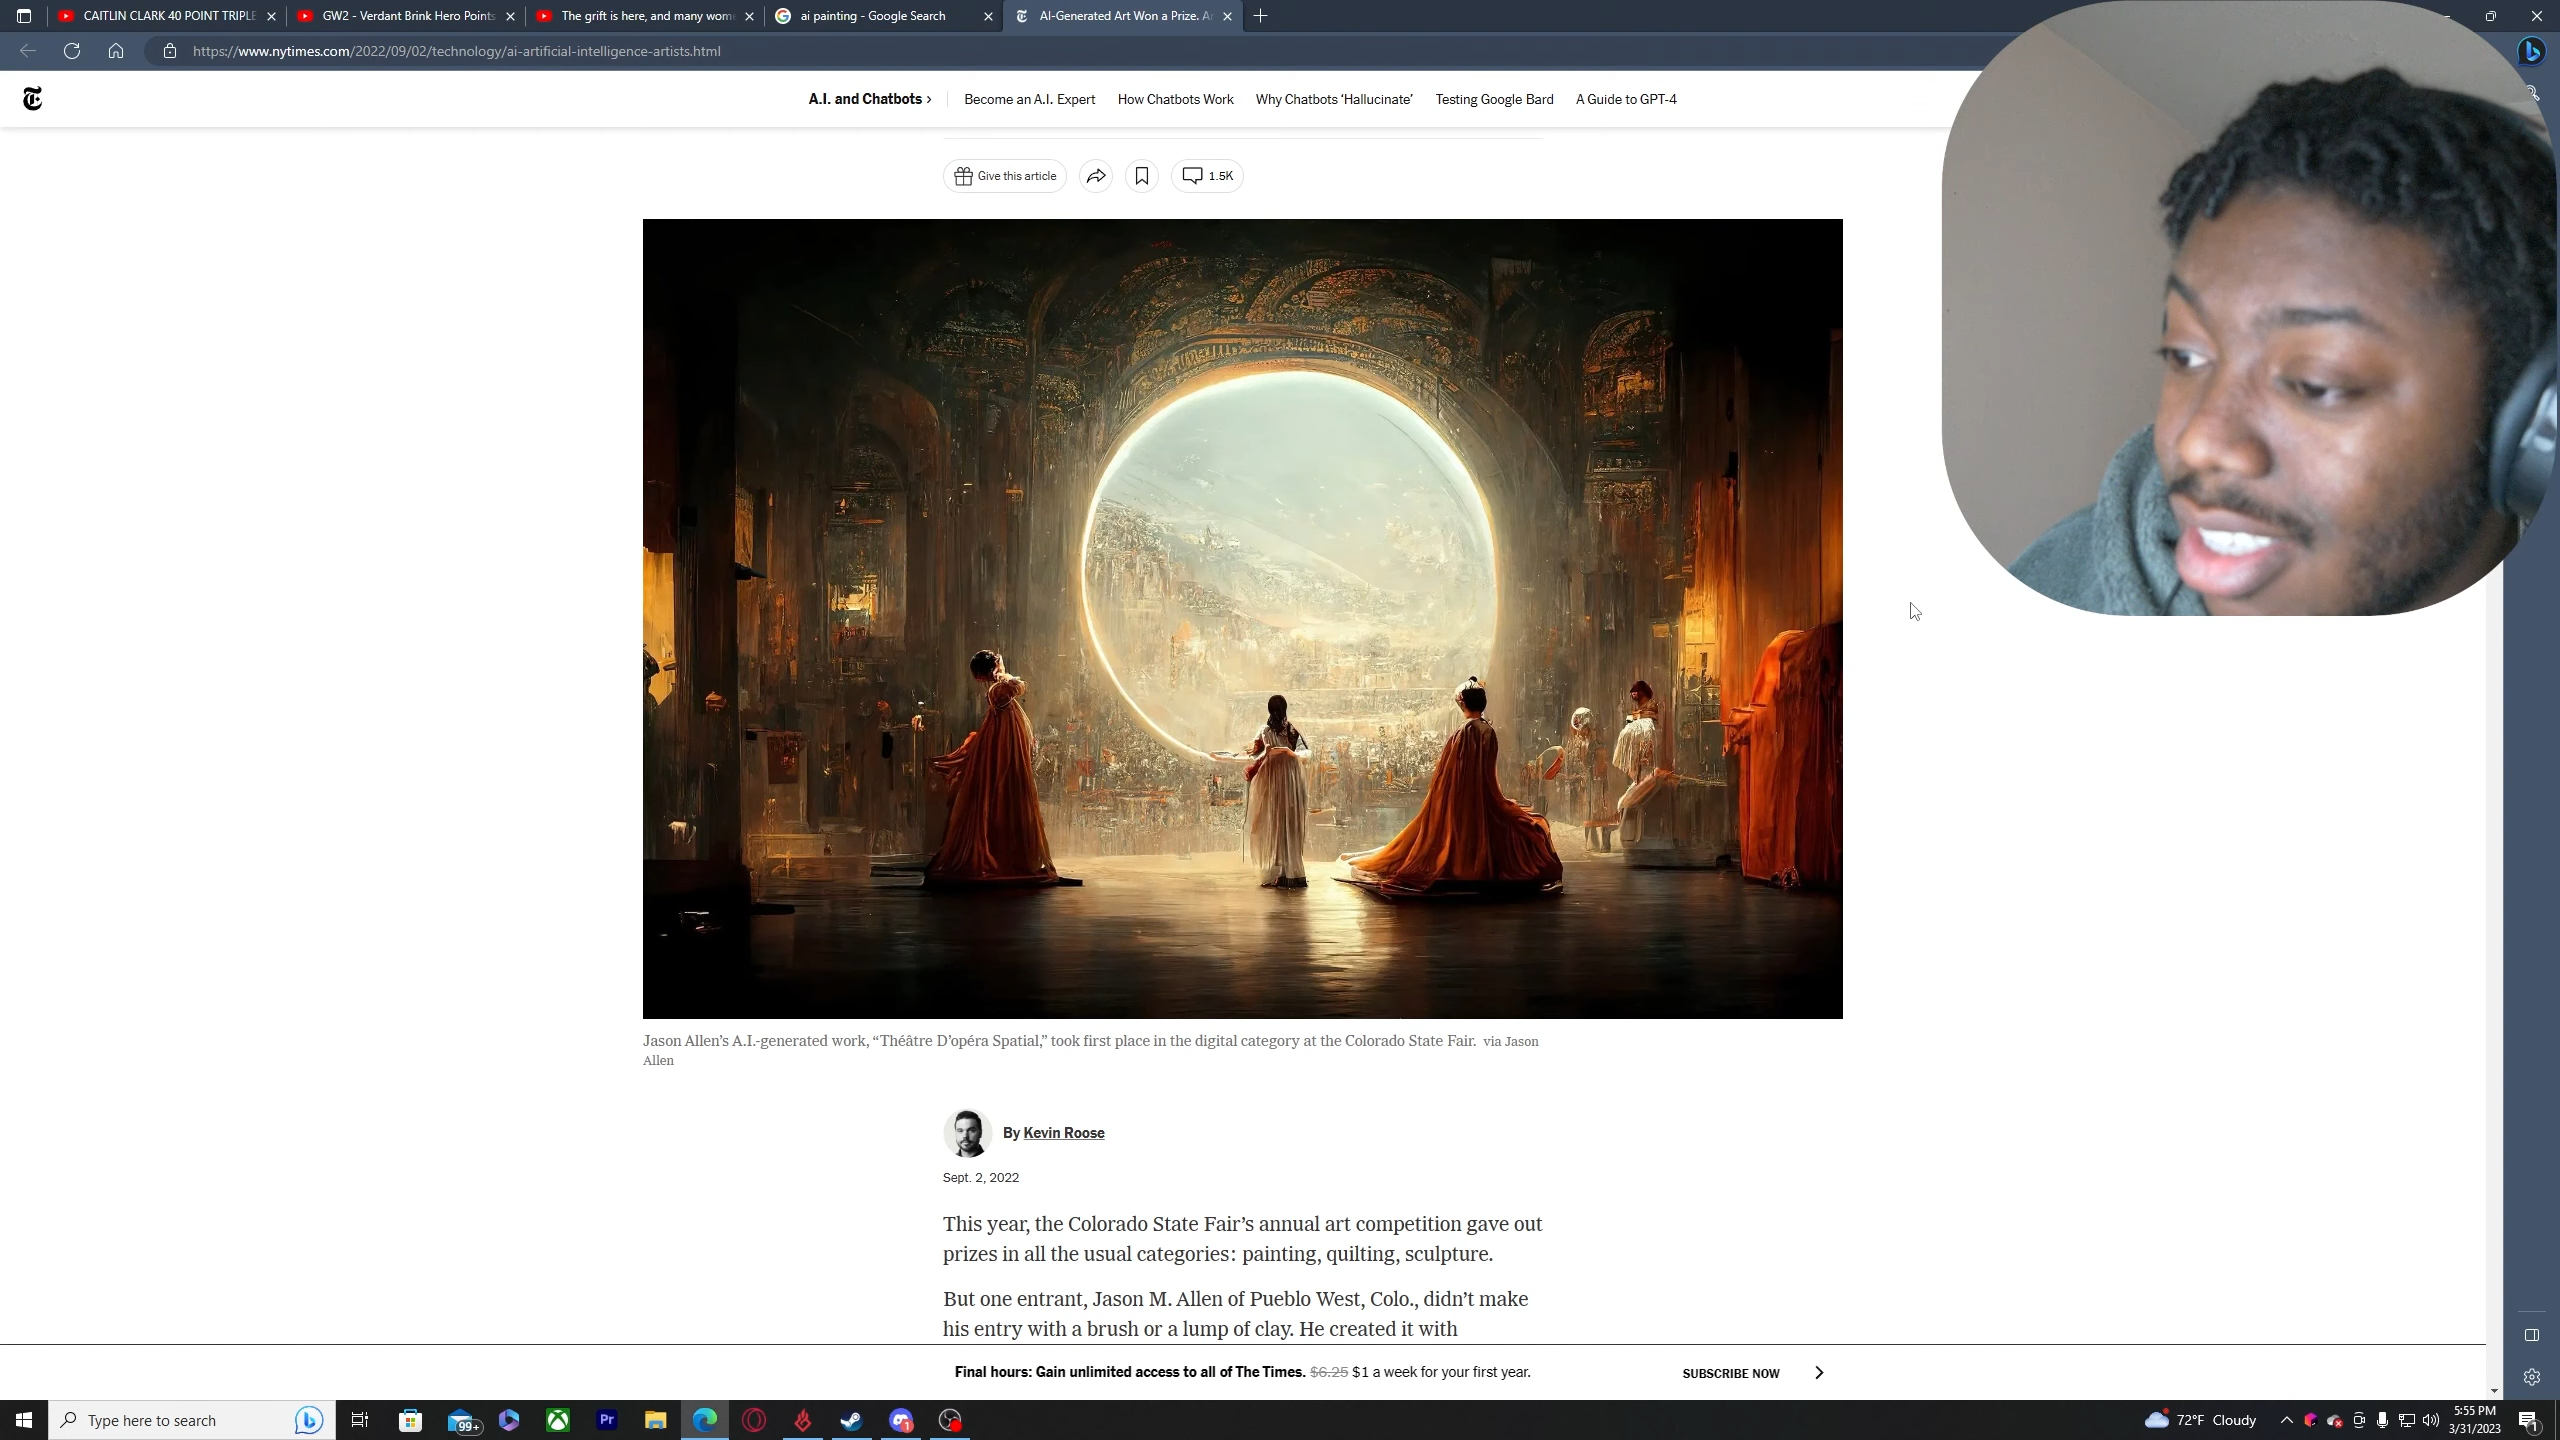 CAITLIN CLARK 40 POINT TRIPLE
GW2 - Verdant Brink Hero Points
The grift is here, and many wom
ai painting - Google Search
AI-Generated Art Won a Prize. Ar
https://www.nytimes.com/2022/09/02/technology/ai-artificial-intelligence-artists.html
A.I. and Chatbots ›
Become an A.I. Expert
How Chatbots Work
Why Chatbots ‘Hallucinate’
Testing Google Bard
A Guide to GPT-4
Give this article
1.5K
Jason Allen’s A.I.-generated work, “Théâtre D’opéra Spatial,” took first place in the digital category at the Colorado State Fair. via Jason
Allen
By Kevin Roose
Sept. 2, 2022
This year, the Colorado State Fair’s annual art competition gave out
prizes in all the usual categories: painting, quilting, sculpture.
But one entrant, Jason M. Allen of Pueblo West, Colo., didn’t make
his entry with a brush or a lump of clay. He created it with
Final hours: Gain unlimited access to all of The Times. $6.25 $1 a week for your first year.
SUBSCRIBE NOW
Type here to search
99+
Pr
1
72°F Cloudy
5:55 PM
3/31/2023
1